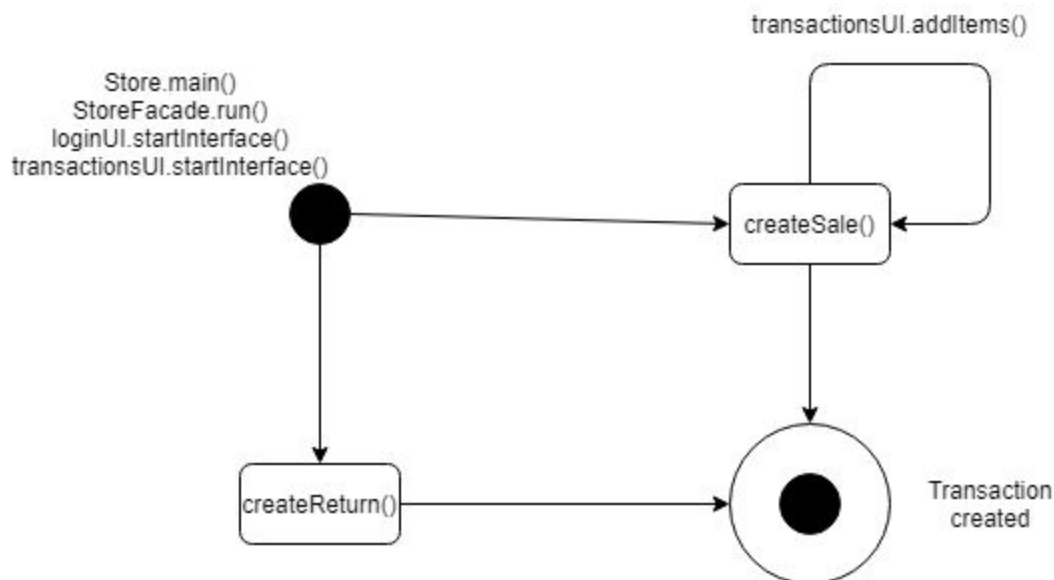 transactionsUI.addItems()
Store.main()
StoreFacade.run()
loginUI.startInterface()
transactionsUI.startInterface()
createSale()
createReturn()
Transaction
created